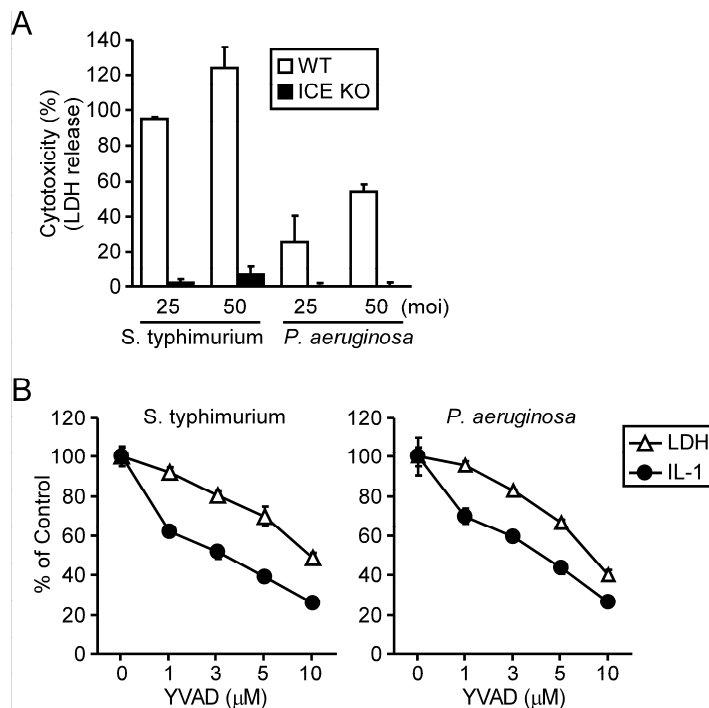 A
140
120
100
80
60
40
20
0
Cytotoxicity (%)
(LDH release)
WT
ICE KO
25 50 25 50 (moi)
S. typhimurium P. aeruginosa
B
S. typhimurium P. aeruginosa
120 120
100 100
80 80
60 60
40 40
20 20
0 0
% of Control
LDH
IL-1
0 1 3 5 10 0 1 3 5 10
YVAD (μM) YVAD (μM)